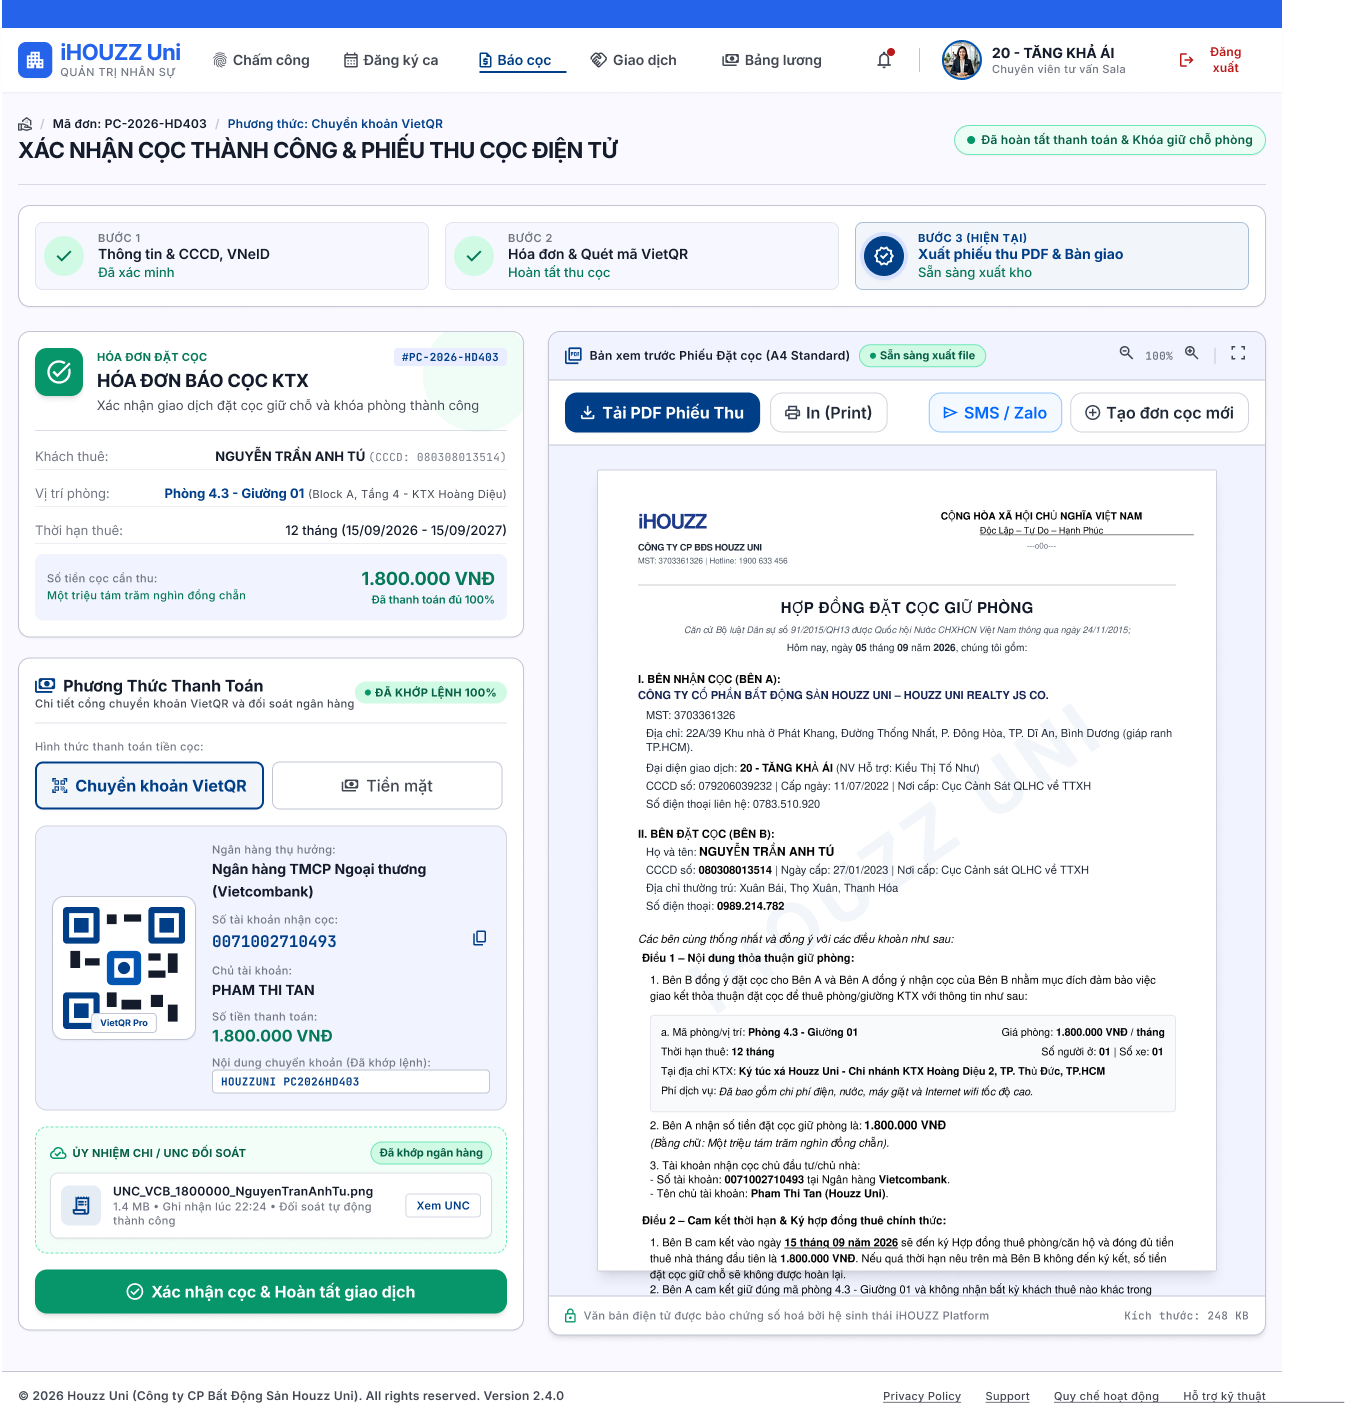 iHOUZZ Uni
QUẢN TRỊ NHÂN SỰ
Chấm công
Đăng ký ca
Báo cọc
Giao dịch
Bảng lương
20 - TĂNG KHẢ ÁI
Chuyên viên tư vấn Sala
Đăng xuất
/ Mã đơn: PC-2026-HD403 / Phương thức: Chuyển khoản VietQR
XÁC NHẬN CỌC THÀNH CÔNG & PHIẾU THU CỌC ĐIỆN TỬ
Đã hoàn tất thanh toán & Khóa giữ chỗ phòng
BƯỚC 1
Thông tin & CCCD, VNeID
Đã xác minh
BƯỚC 2
Hóa đơn & Quét mã VietQR
Hoàn tất thu cọc
BƯỚC 3 (HIỆN TẠI)
Xuất phiếu thu PDF & Bàn giao
Sẵn sàng xuất kho
HÓA ĐƠN ĐẶT CỌC
#PC-2026-HD403
HÓA ĐƠN BÁO CỌC KTX
Xác nhận giao dịch đặt cọc giữ chỗ và khóa phòng thành công
Khách thuê: NGUYỄN TRẦN ANH TÚ (CCCD: 080308013514)
Vị trí phòng: Phòng 4.3 - Giường 01 (Block A, Tầng 4 - KTX Hoàng Diệu)
Thời hạn thuê: 12 tháng (15/09/2026 - 15/09/2027)
Số tiền cọc cần thu: 1.800.000 VNĐ
Một triệu tám trăm nghìn đồng chẵn
Đã thanh toán đủ 100%
Phương Thức Thanh Toán
Chi tiết cổng chuyển khoản VietQR và đối soát ngân hàng
ĐÃ KHỚP LỆNH 100%
Hình thức thanh toán tiền cọc:
Chuyển khoản VietQR
Tiền mặt
Ngân hàng thụ hưởng:
Ngân hàng TMCP Ngoại thương
(Vietcombank)
Số tài khoản nhận cọc:
0071002710493
Chủ tài khoản:
PHAM THI TAN
Số tiền thanh toán:
1.800.000 VNĐ
Nội dung chuyển khoản (Đã khớp lệnh):
HOUZZUNI PC2026HD403
VietQR Pro
ỦY NHIỆM CHI / UNC ĐỐI SOÁT
Đã khớp ngân hàng
UNC_VCB_1800000_NguyenTranAnhTu.png
1.4 MB • Ghi nhận lúc 22:24 • Đối soát tự động
thành công
Xem UNC
Xác nhận cọc & Hoàn tất giao dịch
Bản xem trước Phiếu Đặt cọc (A4 Standard)
Sẵn sàng xuất file
100%
Tải PDF Phiếu Thu
In (Print)
SMS / Zalo
Tạo đơn cọc mới
iHOUZZ
CÔNG TY CP BĐS HOUZZ UNI
MST: 3703361326 | Hotline: 1900 633 456
CỘNG HÒA XÃ HỘI CHỦ NGHĨA VIỆT NAM
Độc Lập – Tự Do – Hạnh Phúc
---o0o---
HỢP ĐỒNG ĐẶT CỌC GIỮ PHÒNG
Căn cứ Bộ luật Dân sự số 91/2015/QH13 được Quốc hội Nước CHXHCN Việt Nam thông qua ngày 24/11/2015;
Hôm nay, ngày 05 tháng 09 năm 2026, chúng tôi gồm:
I. BÊN NHẬN CỌC (BÊN A):
CÔNG TY CỔ PHẦN BẤT ĐỘNG SẢN HOUZZ UNI – HOUZZ UNI REALTY JS CO.
MST: 3703361326
Địa chỉ: 22A/39 Khu nhà ở Phát Khang, Đường Thống Nhất, P. Đông Hòa, TP. Dĩ An, Bình Dương (giáp ranh
TP.HCM).
Đại diện giao dịch: 20 - TĂNG KHẢ ÁI (NV Hỗ trợ: Kiều Thị Tố Như)
CCCD số: 079206039232 | Cấp ngày: 11/07/2022 | Nơi cấp: Cục Cảnh Sát QLHC về TTXH
Số điện thoại liên hệ: 0783.510.920
II. BÊN ĐẶT CỌC (BÊN B):
Họ và tên: NGUYỄN TRẦN ANH TÚ
CCCD số: 080308013514 | Ngày cấp: 27/01/2023 | Nơi cấp: Cục Cảnh sát QLHC về TTXH
Địa chỉ thường trú: Xuân Bái, Thọ Xuân, Thanh Hóa
Số điện thoại: 0989.214.782
Các bên cùng thống nhất và đồng ý với các điều khoản như sau:
Điều 1 – Nội dung thỏa thuận giữ phòng:
1. Bên B đồng ý đặt cọc cho Bên A và Bên A đồng ý nhận cọc của Bên B nhằm mục đích đảm bảo việc
giao kết thỏa thuận đặt cọc để thuê phòng/giường KTX với thông tin như sau:
a. Mã phòng/vị trí: Phòng 4.3 - Giường 01 Giá phòng: 1.800.000 VNĐ / tháng
Thời hạn thuê: 12 tháng Số người ở: 01 | Số xe: 01
Tại địa chỉ KTX: Ký túc xá Houzz Uni - Chi nhánh KTX Hoàng Diệu 2, TP. Thủ Đức, TP.HCM
Phí dịch vụ: Đã bao gồm chi phí điện, nước, máy giặt và Internet wifi tốc độ cao.
2. Bên A nhận số tiền đặt cọc giữ phòng là: 1.800.000 VNĐ
(Bằng chữ: Một triệu tám trăm nghìn đồng chẵn).
3. Tài khoản nhận cọc chủ đầu tư/chủ nhà:
- Số tài khoản: 0071002710493 tại Ngân hàng Vietcombank.
- Tên chủ tài khoản: Pham Thi Tan (Houzz Uni).
Điều 2 – Cam kết thời hạn & Ký hợp đồng thuê chính thức:
1. Bên B cam kết vào ngày 15 tháng 09 năm 2026 sẽ đến ký Hợp đồng thuê phòng/căn hộ và đóng đủ tiền
thuê nhà tháng đầu tiên là 1.800.000 VNĐ. Nếu quá thời hạn nêu trên mà Bên B không đến ký kết, số tiền
đặt cọc giữ chỗ sẽ không được hoàn lại.
2. Bên A cam kết giữ đúng mã phòng 4.3 - Giường 01 và không nhận bất kỳ khách thuê nào khác trong
iHOUZZ UNI
Văn bản điện tử được bảo chứng số hoá bởi hệ sinh thái iHOUZZ Platform
Kích thước: 248 KB
© 2026 Houzz Uni (Công ty CP Bất Động Sản Houzz Uni). All rights reserved. Version 2.4.0
Privacy Policy
Support
Quy chế hoạt động
Hỗ trợ kỹ thuật